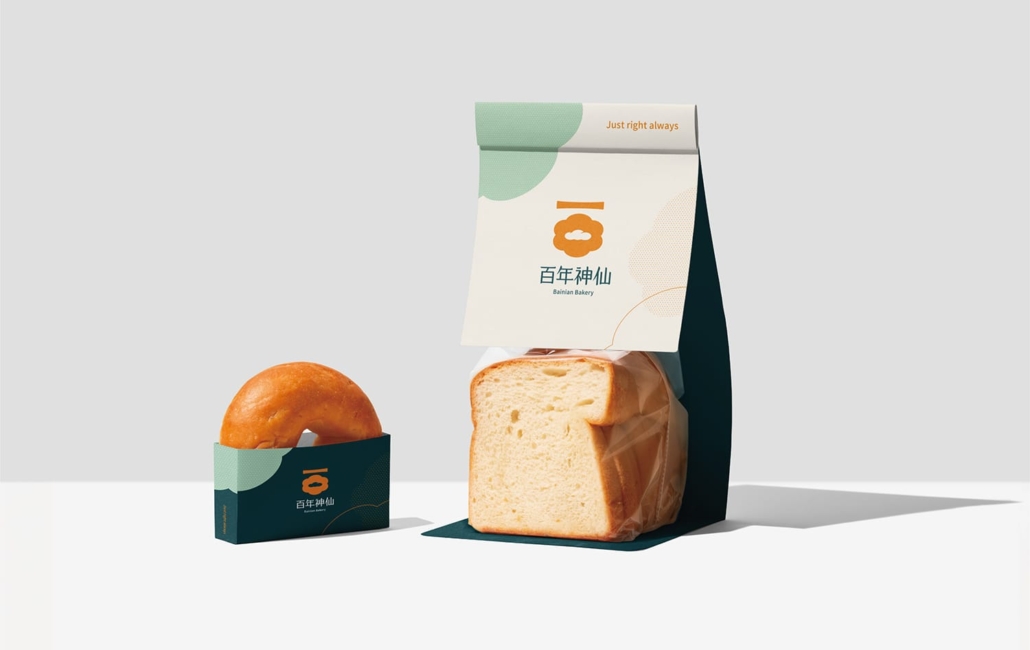 Just right always
百年神仙
Bainian Bakery
百年神仙
Bainian Bakery